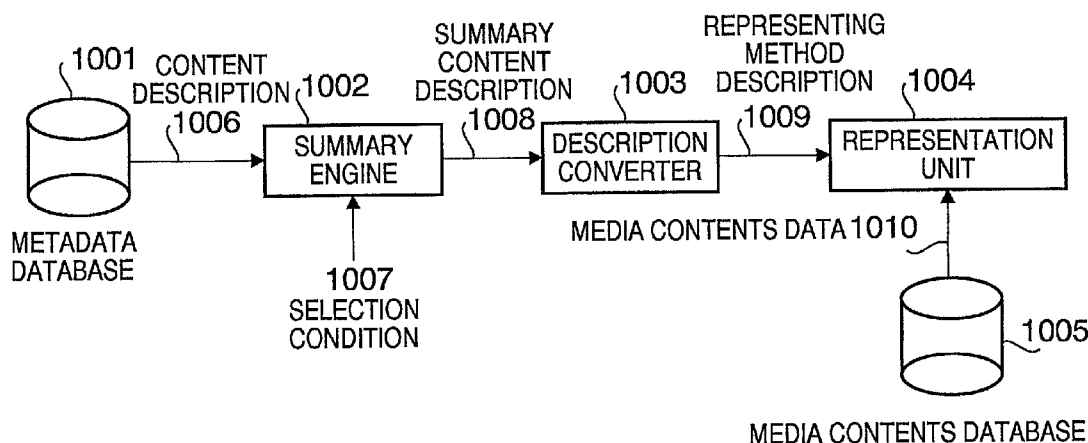 1001
CONTENT
DESCRIPTION
1006
1002
SUMMARY
ENGINE
SUMMARY
CONTENT
DESCRIPTION
1008
1003
DESCRIPTION
CONVERTER
REPRESENTING
METHOD
DESCRIPTION
1009
1004
REPRESENTATION
UNIT
METADATA
DATABASE
1007
SELECTION
CONDITION
MEDIA CONTENTS DATA 1010
1005
MEDIA CONTENTS DATABASE